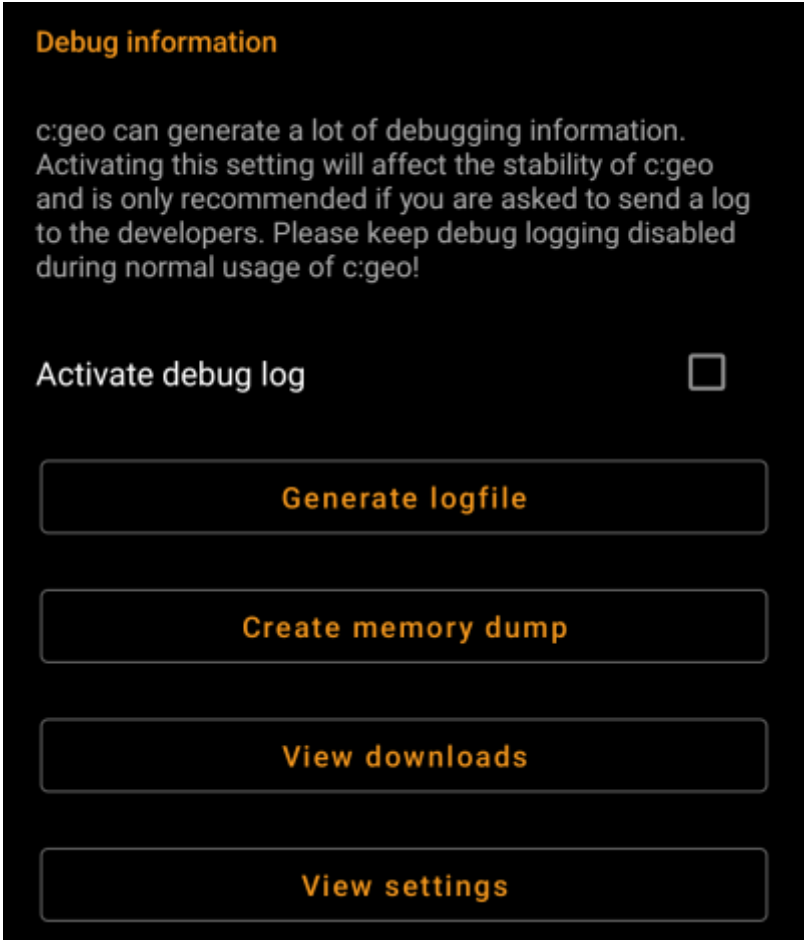 Debug information
c:geo can generate a lot of debugging information.
Activating this setting will affect the stability of c:geo
and is only recommended if you are asked to send a log
to the developers. Please keep debug logging disabled
during normal usage of c:geo!
Activate debug log
Generate logfile
Create memory dump
View downloads
View settings